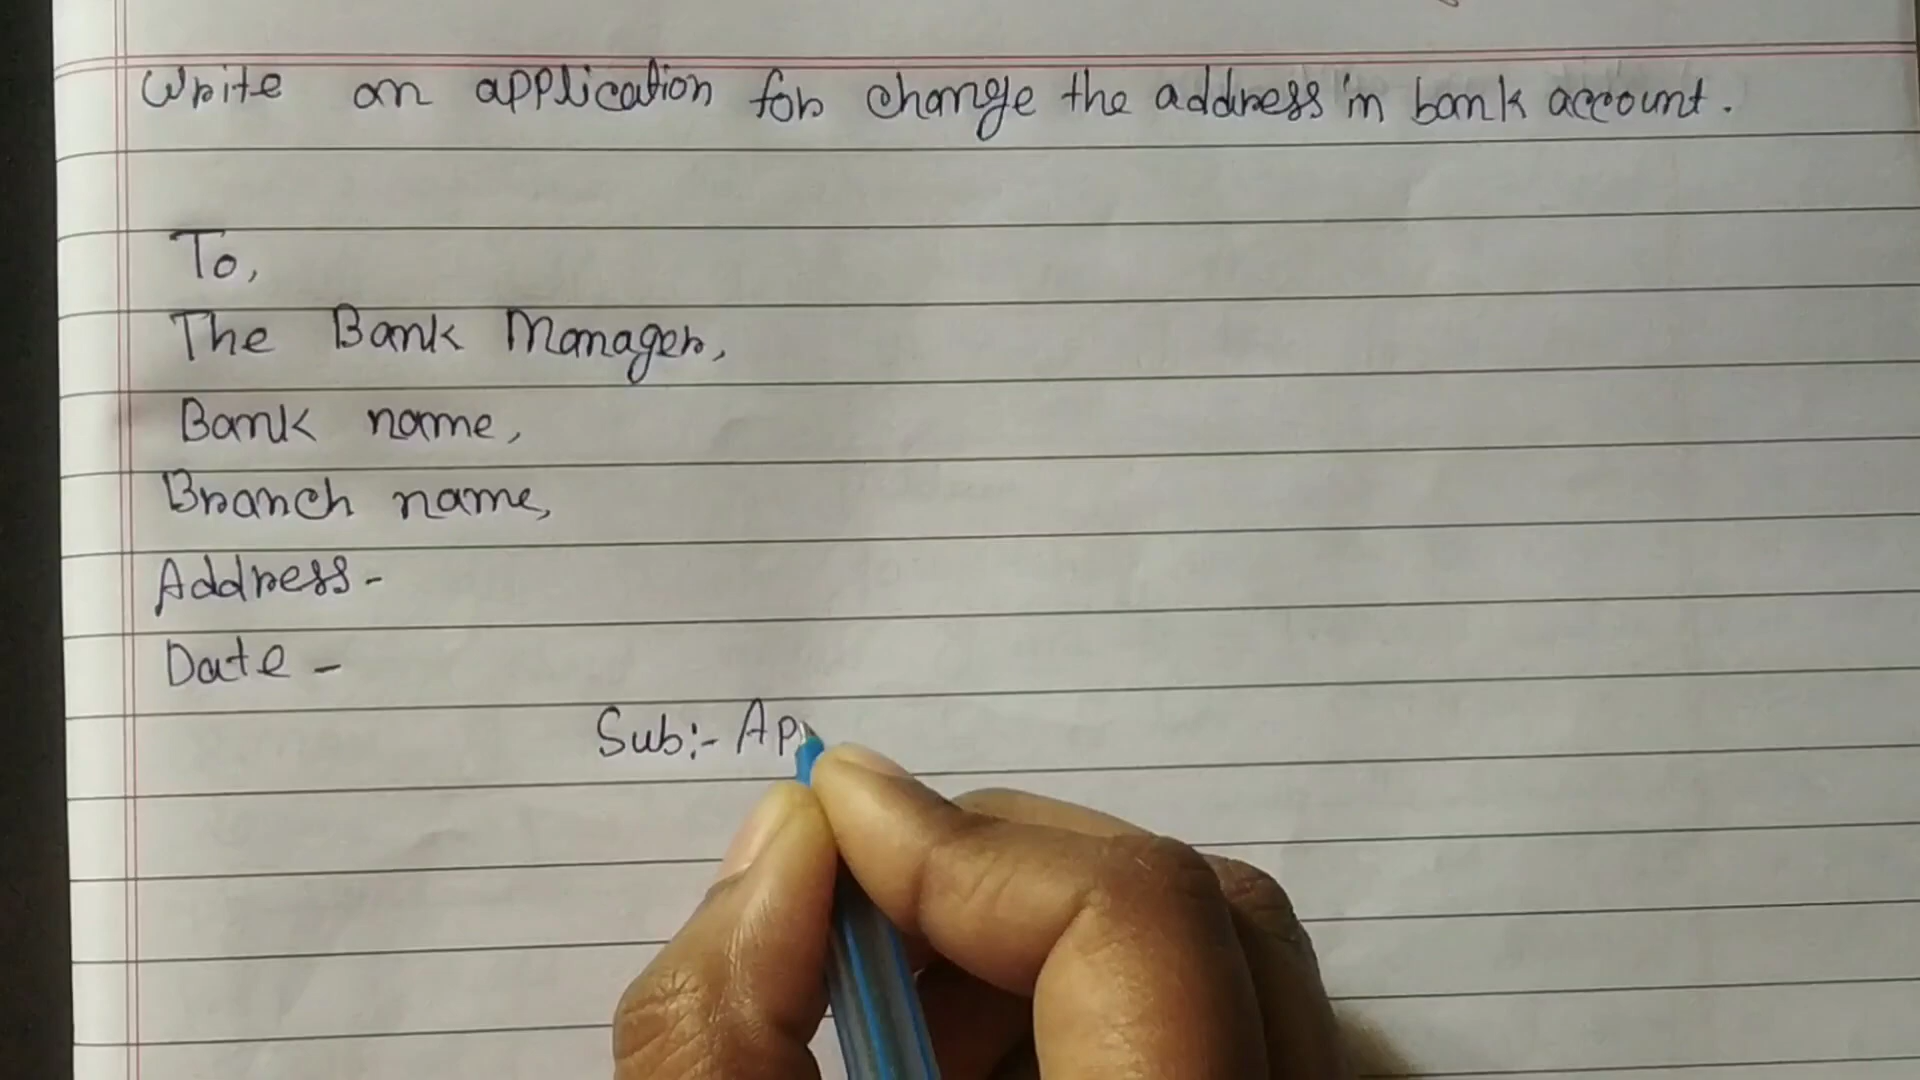 Write an application for change the address in bank account.
To,
The Bank Manager,
Bank name,
Branch name,
Address -
Date -
Sub:- Ap